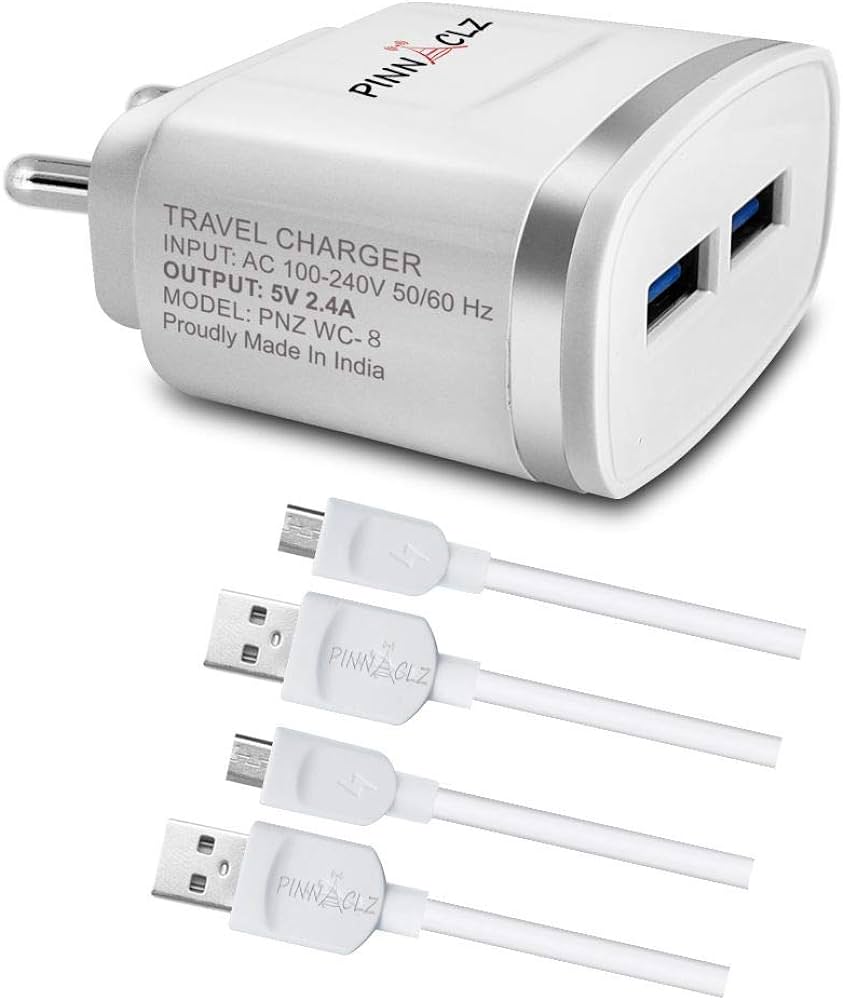 PINNACLZ
TRAVEL CHARGER
INPUT: AC 100-240V 50/60 Hz
OUTPUT: 5V 2.4A
MODEL: PNZ WC-8
Proudly Made In India
PINNACLZ
PINNACLZ